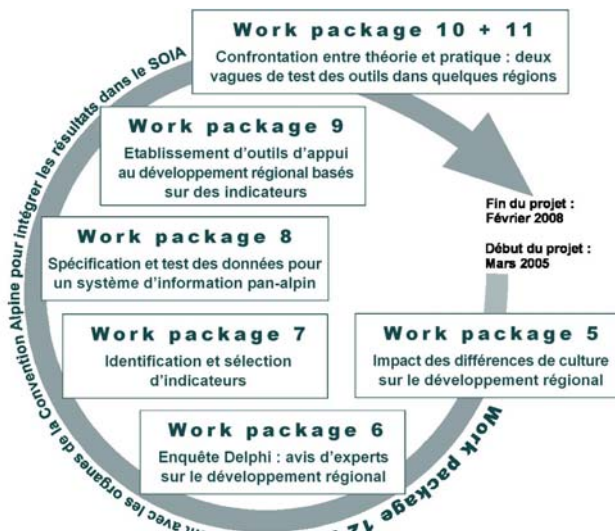 Work package 10 + 11
Confrontation entre théorie et pratique : deux
vagues de test des outils dans quelques régions
Work package 9
Etablissement d'outils d'appui
au développement régional basés
sur des indicateurs
Work package 8
Spécification et test des données pour
un système d'information pan-alpin
Work package 7
Identification et sélection
d'indicateurs
Work package 6
Enquête Delphi : avis d'experts
sur le développement régional
Work package 5
Impact des différences de culture
sur le développement régional
Fin du projet :
Février 2008
Début du projet :
Mars 2005
Work package 12
avec les organes de la Convention Alpine pour intégrer les résultats dans le SOIA